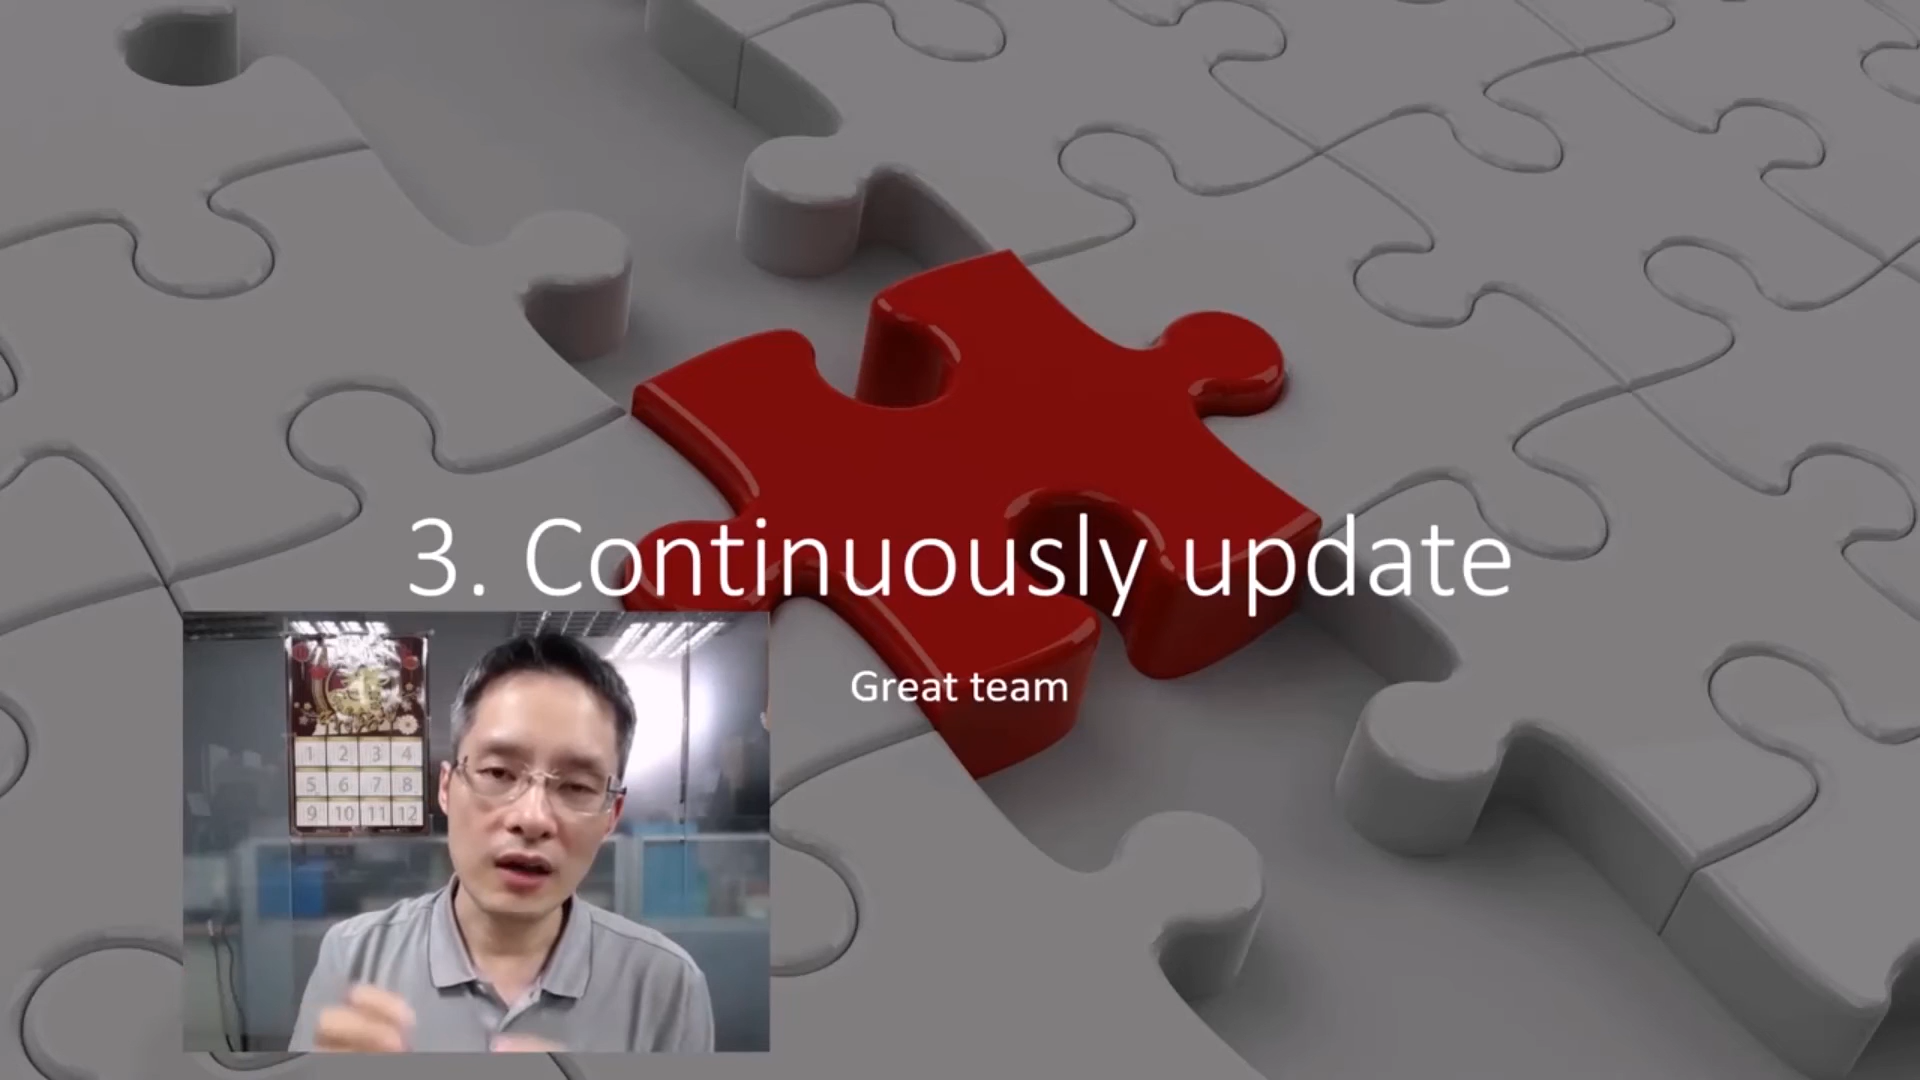 3. Continuously update
Great team
1 2 3 4
5 6 7 8
9 10 11 12